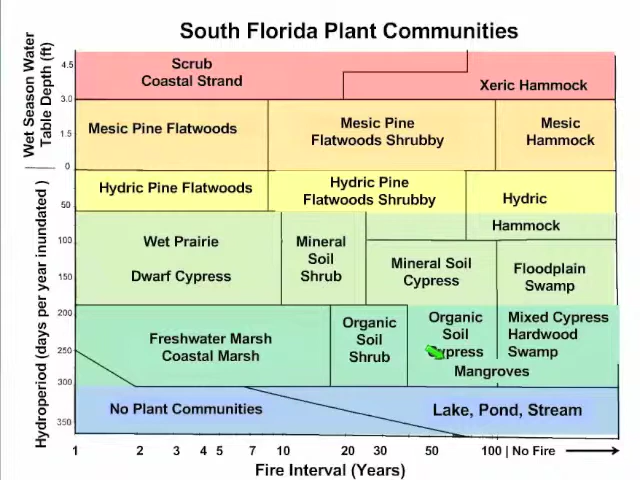 South Florida Plant Communities
Wet Season Water
Table Depth (ft)
4.5
3.0
1.5
0
Scrub
Coastal Strand
Xeric Hammock
Mesic Pine Flatwoods
Mesic Pine
Flatwoods Shrubby
Mesic
Hammock
Hydroperiod (days per year inundated )
50
100
150
200
250
300
350
Hydric Pine Flatwoods
Hydric Pine
Flatwoods Shrubby
Hydric
Hammock
Wet Prairie
Dwarf Cypress
Mineral
Soil
Shrub
Mineral Soil
Cypress
Floodplain
Swamp
Freshwater Marsh
Coastal Marsh
Organic
Soil
Shrub
Organic
Soil
Cypress
Mixed Cypress
Hardwood
Swamp
Mangroves
No Plant Communities
Lake, Pond, Stream
1 2 3 4 5 7 10 20 30 50 100 | No Fire
Fire Interval (Years)